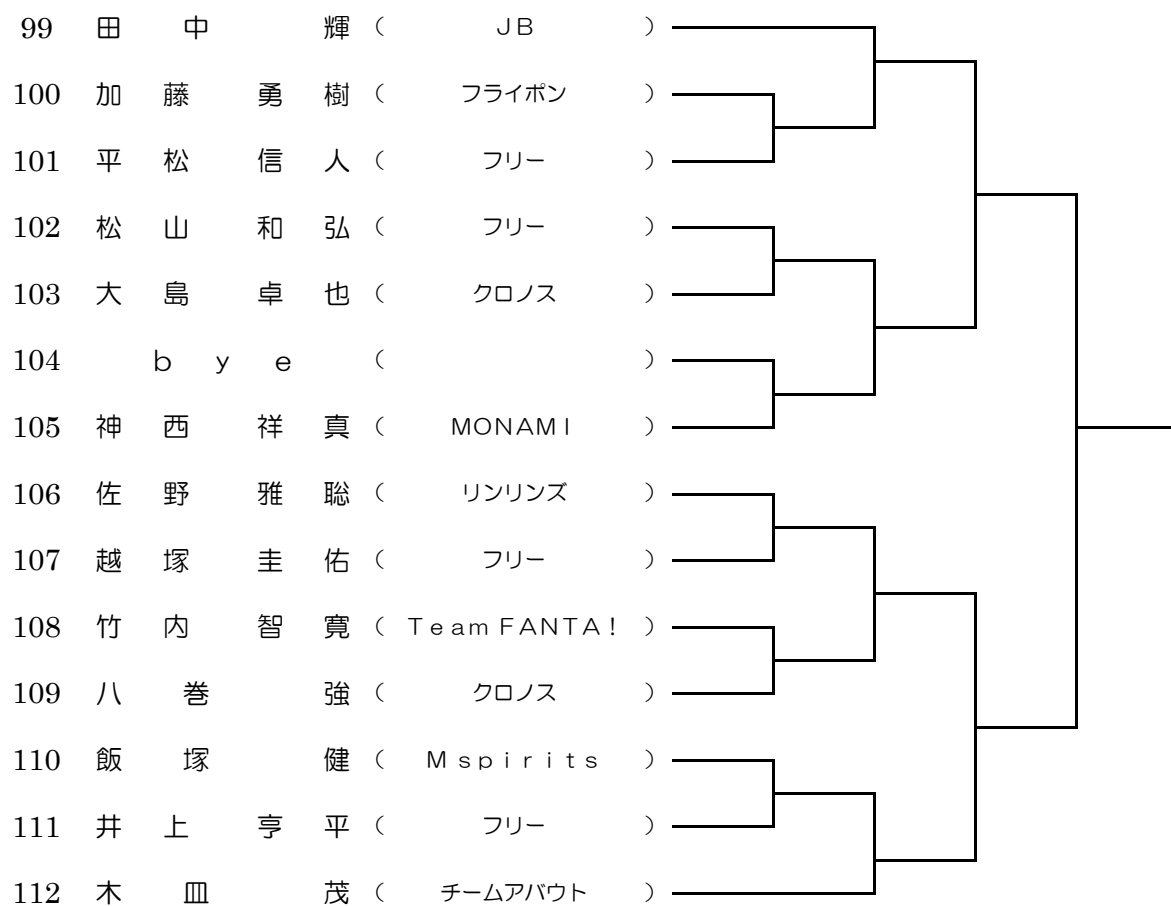 99 田 中 輝 ( JB )
100 加 藤 勇 樹 ( フライポン )
101 平 松 信 人 ( フリー )
102 松 山 和 弘 ( フリー )
103 大 島 卓 也 ( クロノス )
104 b y e ( )
105 神 西 祥 真 ( MONAMI )
106 佐 野 雅 聡 ( リンリンズ )
107 越 塚 圭 佑 ( フリー )
108 竹 内 智 寛 ( Team FANTA! )
109 八 巻 強 ( クロノス )
110 飯 塚 健 ( Mspirits )
111 井 上 亨 平 ( フリー )
112 木 皿 茂 ( チームアバウト )